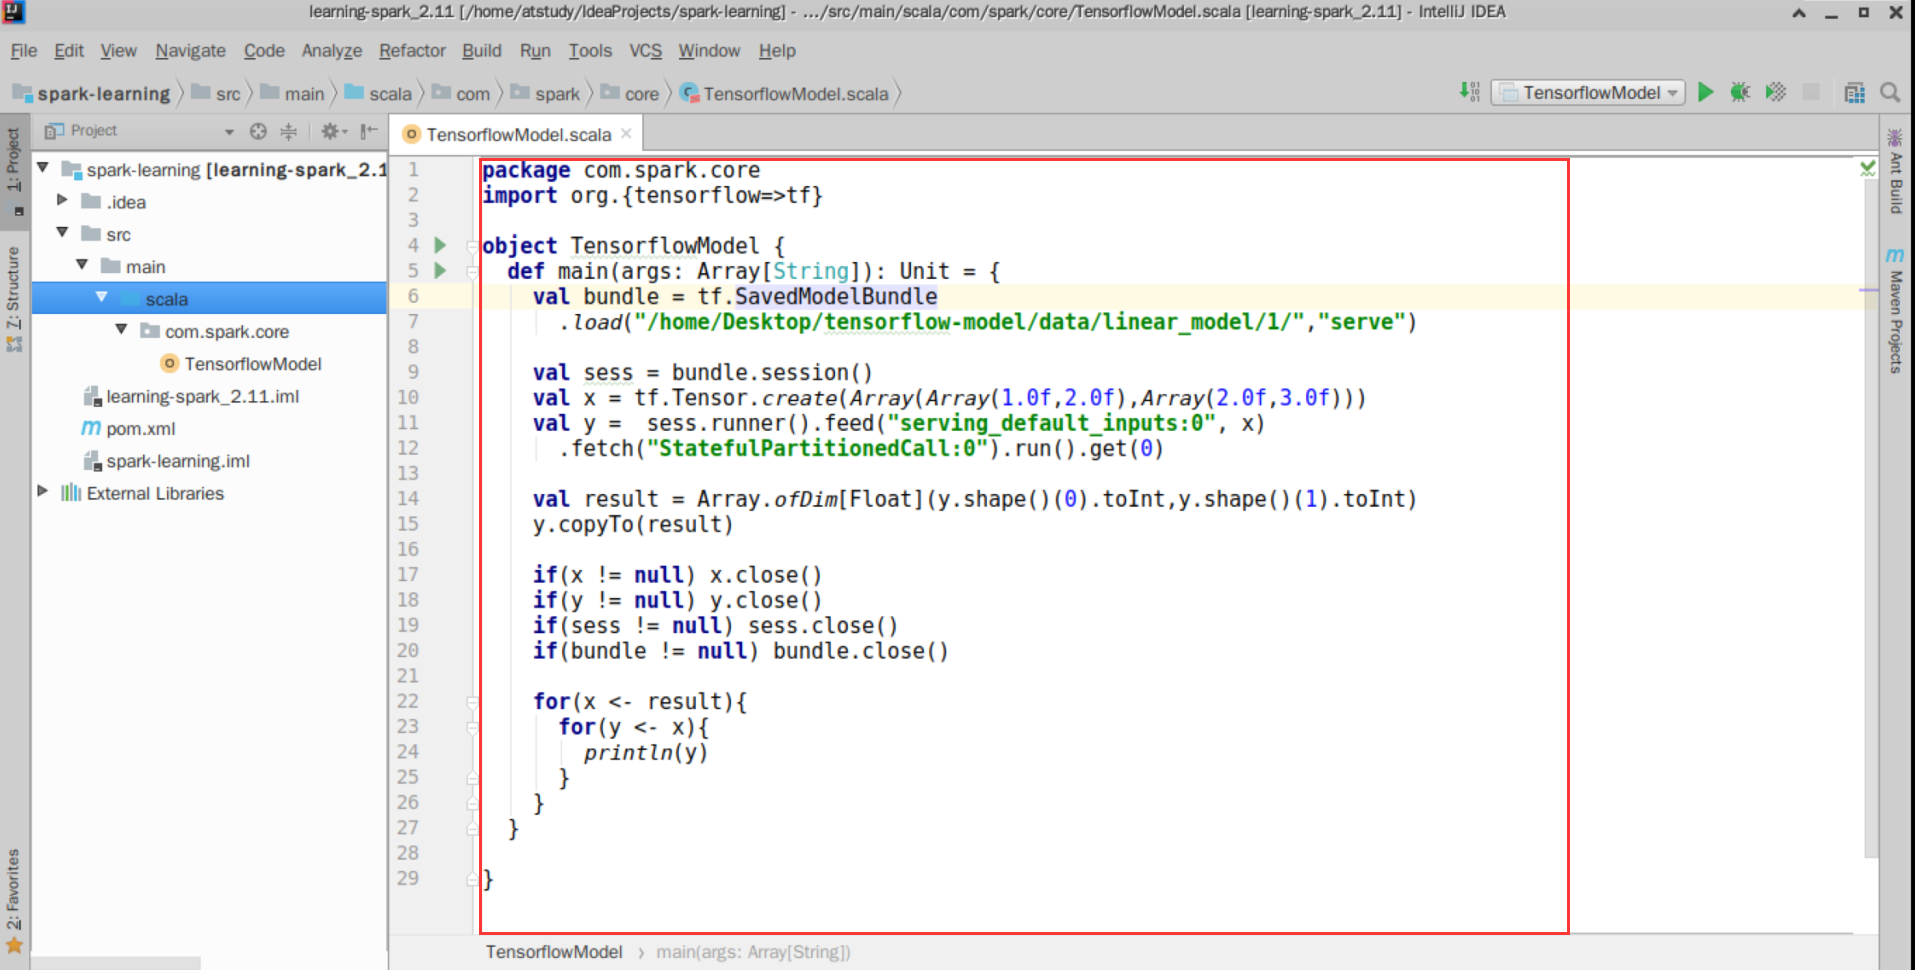 learning-spark_2.11 [/home/atstudy/IdeaProjects/spark-learning] - .../src/main/scala/com/spark/core/TensorflowModel.scala [learning-spark_2.11] - IntelliJ IDEA
File Edit View Navigate Code Analyze Refactor Build Run Tools VCS Window Help
spark-learning src main scala com spark core TensorflowModel.scala TensorflowModel
1: Project
7: Structure
2: Favorites
Project
spark-learning [learning-spark_2.1
.idea
src
main
scala
com.spark.core
TensorflowModel
learning-spark_2.11.iml
pom.xml
spark-learning.iml
External Libraries
TensorflowModel.scala
1 package com.spark.core
2 import org.{tensorflow=>tf}
3
4 object TensorflowModel {
5 def main(args: Array[String]): Unit = {
6 val bundle = tf.SavedModelBundle
7 .load("/home/Desktop/tensorflow-model/data/linear_model/1/","serve")
8
9 val sess = bundle.session()
10 val x = tf.Tensor.create(Array(Array(1.0f,2.0f),Array(2.0f,3.0f)))
11 val y =  sess.runner().feed("serving_default_inputs:0", x)
12 .fetch("StatefulPartitionedCall:0").run().get(0)
13
14 val result = Array.ofDim[Float](y.shape()(0).toInt,y.shape()(1).toInt)
15 y.copyTo(result)
16
17 if(x != null) x.close()
18 if(y != null) y.close()
19 if(sess != null) sess.close()
20 if(bundle != null) bundle.close()
21
22 for(x <- result){
23 for(y <- x){
24 println(y)
25 }
26 }
27 }
28
29 }
TensorflowModel › main(args: Array[String])
Ant Build
Maven Projects